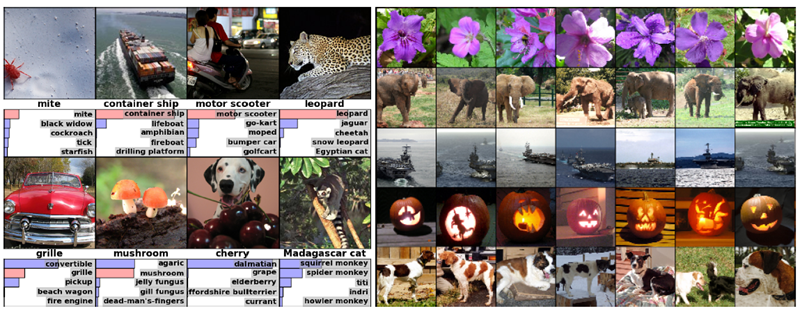 mite
container ship
motor scooter
leopard
mite
black widow
cockroach
tick
starfish
container ship
lifeboat
amphibian
fireboat
drilling platform
motor scooter
go-kart
moped
bumper car
golfcart
leopard
jaguar
cheetah
snow leopard
Egyptian cat
grille
mushroom
cherry
Madagascar cat
convertible
grille
pickup
beach wagon
fire engine
agaric
mushroom
jelly fungus
gill fungus
dead-man's-fingers
dalmatian
grape
elderberry
ffordshire bullterrier
currant
squirrel monkey
spider monkey
titi
indri
howler monkey